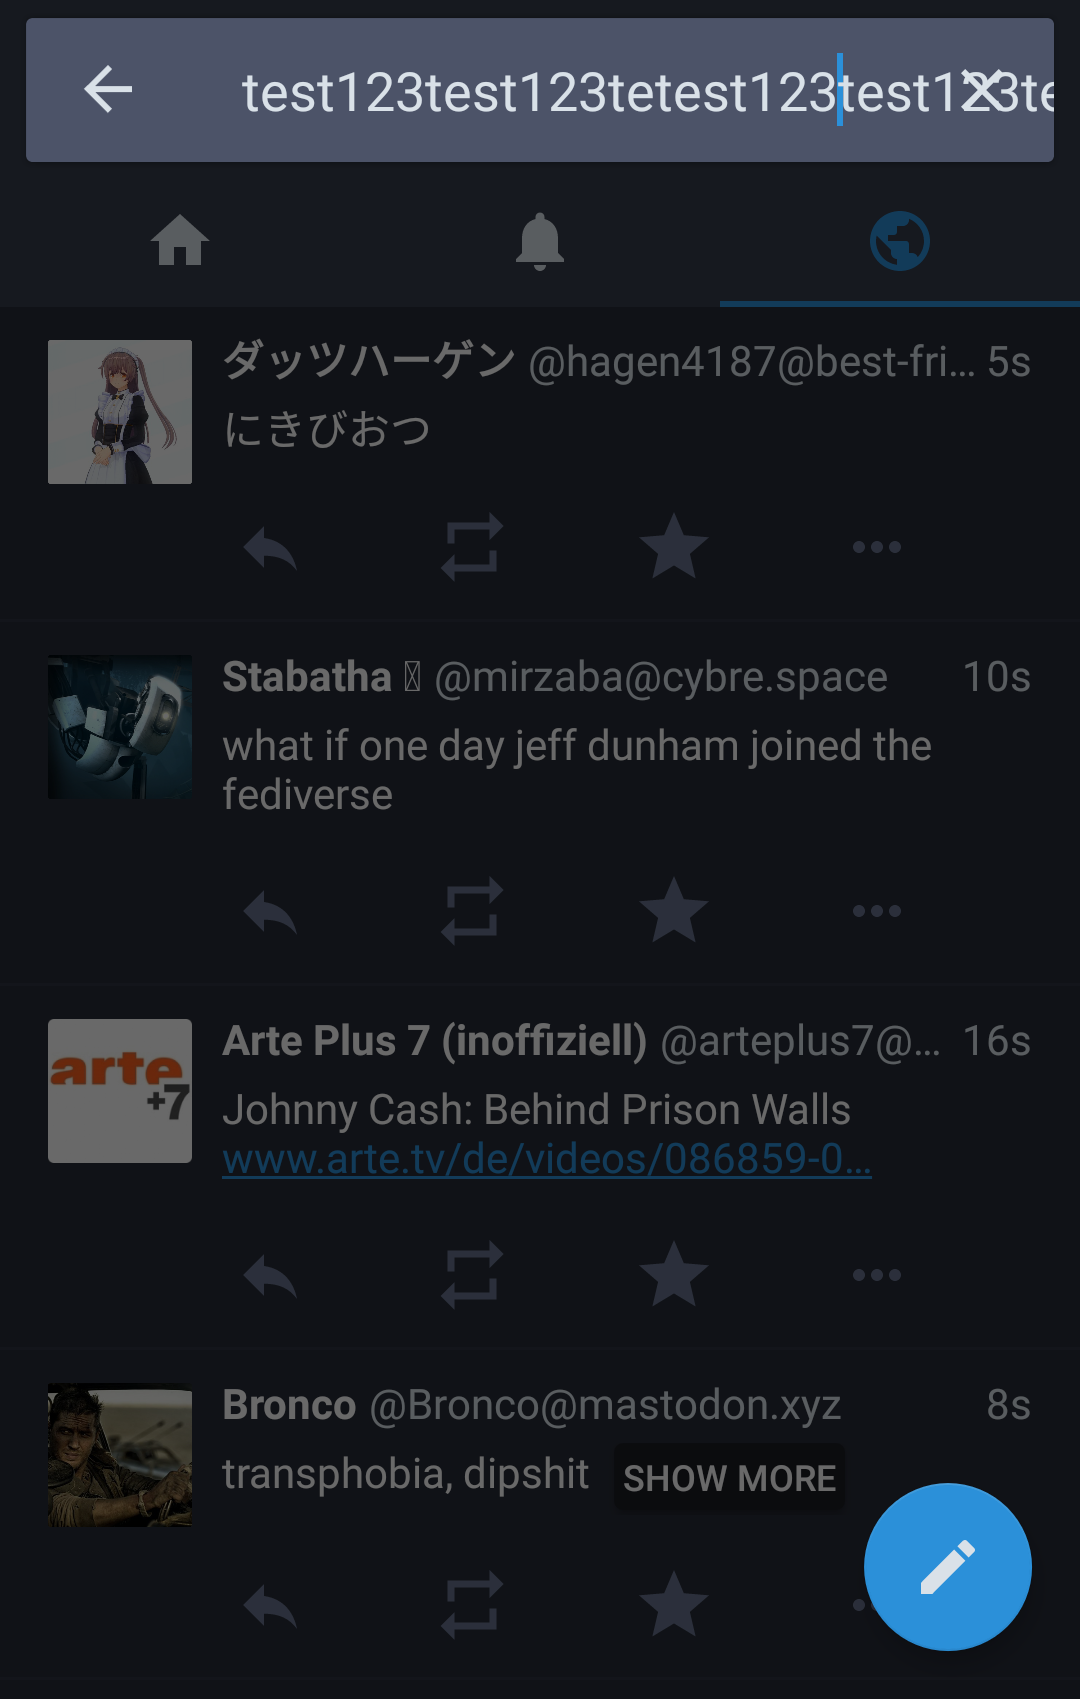 test123test123tetest123test123te
ダッツハーゲン @hagen4187@best-fri… 5s
にきびおつ
Stabatha @mirzaba@cybre.space 10s
what if one day jeff dunham joined the
fediverse
arte
+7
Arte Plus 7 (inoffiziell) @arteplus7@… 16s
Johnny Cash: Behind Prison Walls
www.arte.tv/de/videos/086859-0…
Bronco @Bronco@mastodon.xyz 8s
transphobia, dipshit SHOW MORE